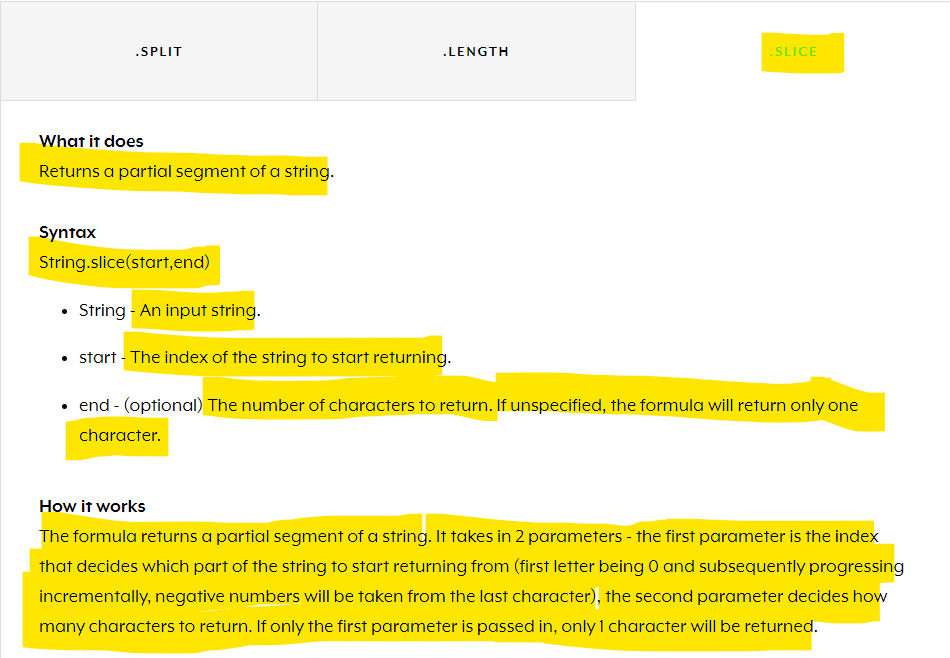 .SPLIT
.LENGTH
.SLICE
What it does
Returns a partial segment of a string.
Syntax
String.slice(start,end)
• String - An input string.
• start - The index of the string to start returning.
• end - (optional) The number of characters to return. If unspecified, the formula will return only one
character.
How it works
The formula returns a partial segment of a string. It takes in 2 parameters - the first parameter is the index
that decides which part of the string to start returning from (first letter being 0 and subsequently progressing
incrementally, negative numbers will be taken from the last character), the second parameter decides how
many characters to return. If only the first parameter is passed in, only 1 character will be returned.